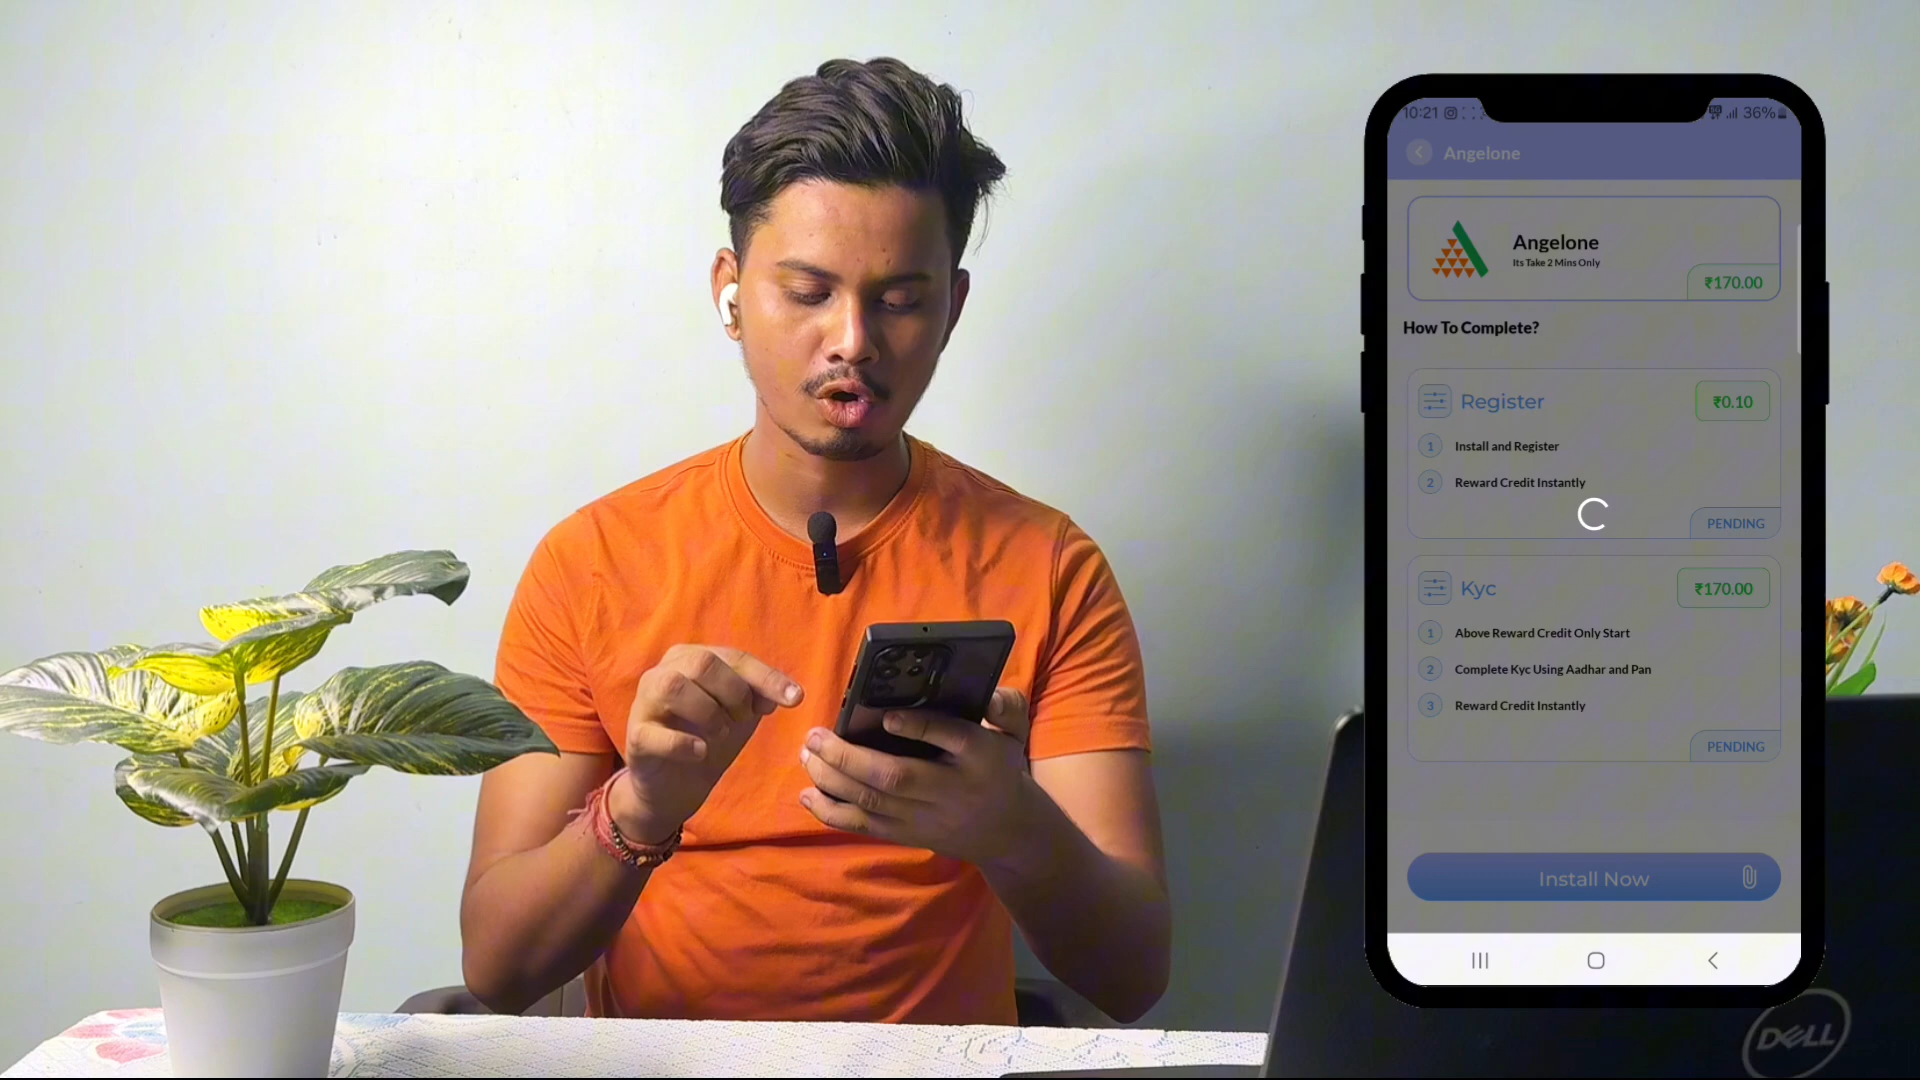 10:21
36%
Angelone
Angelone
Its Take 2 Mins Only
₹170.00
How To Complete?
Register
₹0.10
1 Install and Register
2 Reward Credit Instantly
PENDING
Kyc
₹170.00
1 Above Reward Credit Only Start
2 Complete Kyc Using Aadhar and Pan
3 Reward Credit Instantly
PENDING
Install Now
DELL